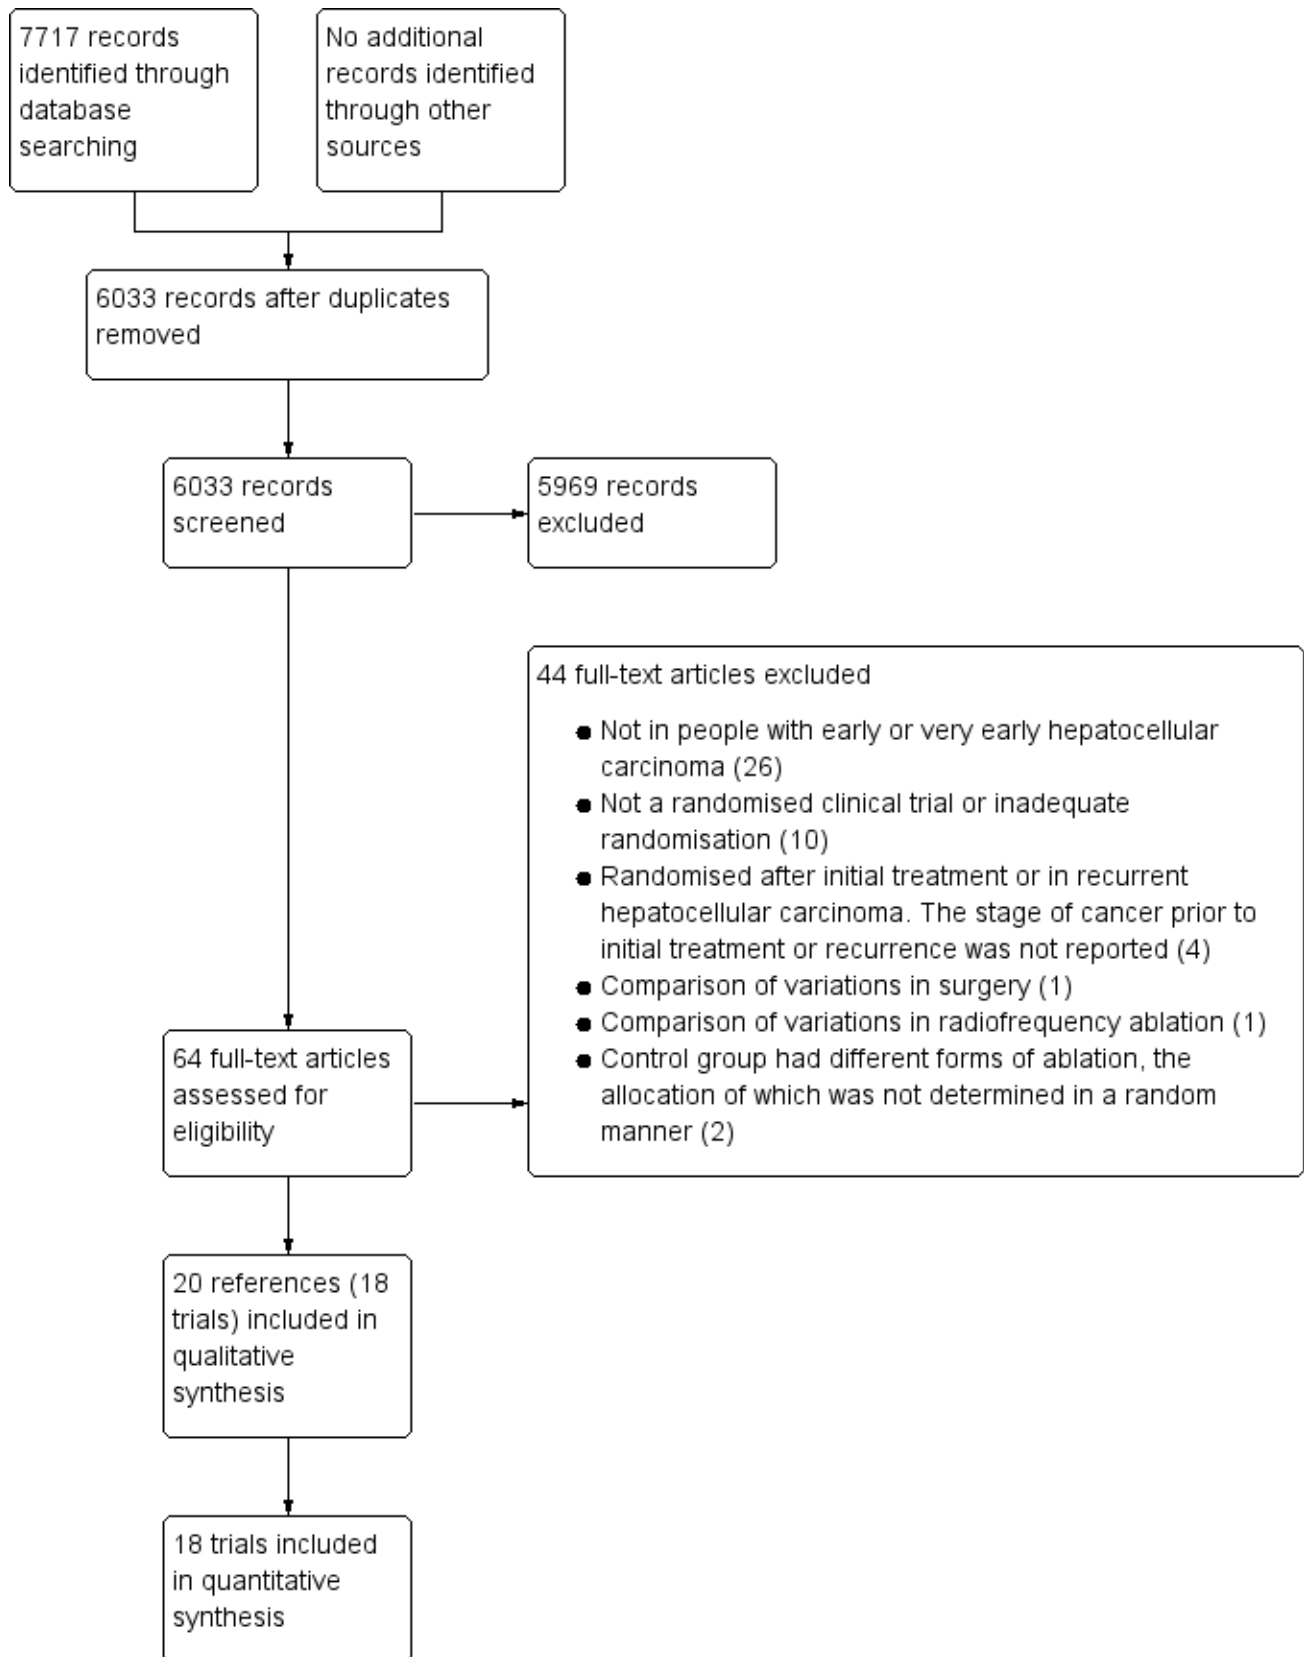 7717 records
identified through
database
searching
No additional
records identified
through other
sources
6033 records after duplicates
removed
6033 records
screened
5969 records
excluded
44 full-text articles excluded
● Not in people with early or very early hepatocellular
carcinoma (26)
● Not a randomised clinical trial or inadequate
randomisation (10)
● Randomised after initial treatment or in recurrent
hepatocellular carcinoma. The stage of cancer prior to
initial treatment or recurrence was not reported (4)
● Comparison of variations in surgery (1)
● Comparison of variations in radiofrequency ablation (1)
● Control group had different forms of ablation, the
allocation of which was not determined in a random
manner (2)
64 full-text articles
assessed for
eligibility
20 references (18
trials) included in
qualitative
synthesis
18 trials included
in quantitative
synthesis